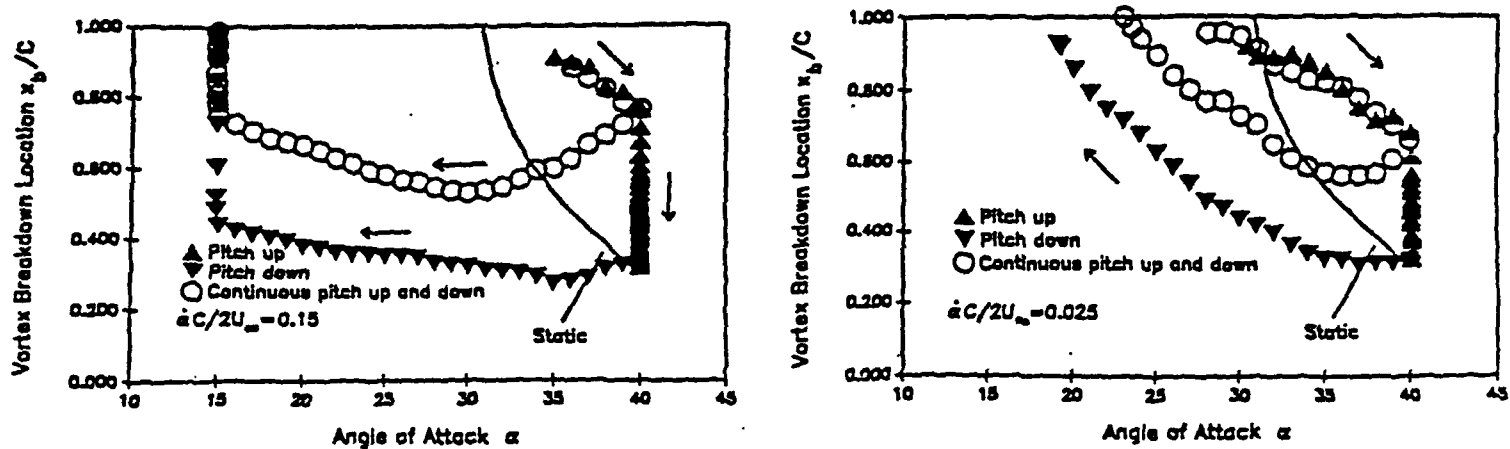 Vortex Breakdown Location x_b/C
1.000
0.800
0.600
0.400
0.200
0.000
▲ Pitch up
▼ Pitch down
○ Continuous pitch up and down
α̇C/2U∞=0.15
Static
10 15 20 25 30 35 40 45
Angle of Attack α
Vortex Breakdown Location x_b/C
1.000
0.800
0.600
0.400
0.200
0.000
▲ Pitch up
▼ Pitch down
○ Continuous pitch up and down
α̇C/2U∞=0.025
Static
10 15 20 25 30 35 40 45
Angle of Attack α